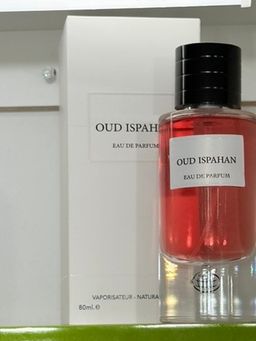 OUD ISPAHAN
EAU DE PARFUM
VAPORISATEUR - NATURA
80ml.e
OUD ISPAHAN
EAU DE PARFUM